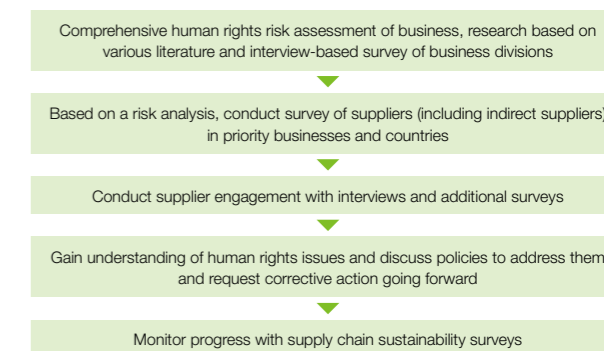 Comprehensive human rights risk assessment of business, research based on
various literature and interview-based survey of business divisions
Based on a risk analysis, conduct survey of suppliers (including indirect suppliers)
in priority businesses and countries
Conduct supplier engagement with interviews and additional surveys
Gain understanding of human rights issues and discuss policies to address them
and request corrective action going forward
Monitor progress with supply chain sustainability surveys